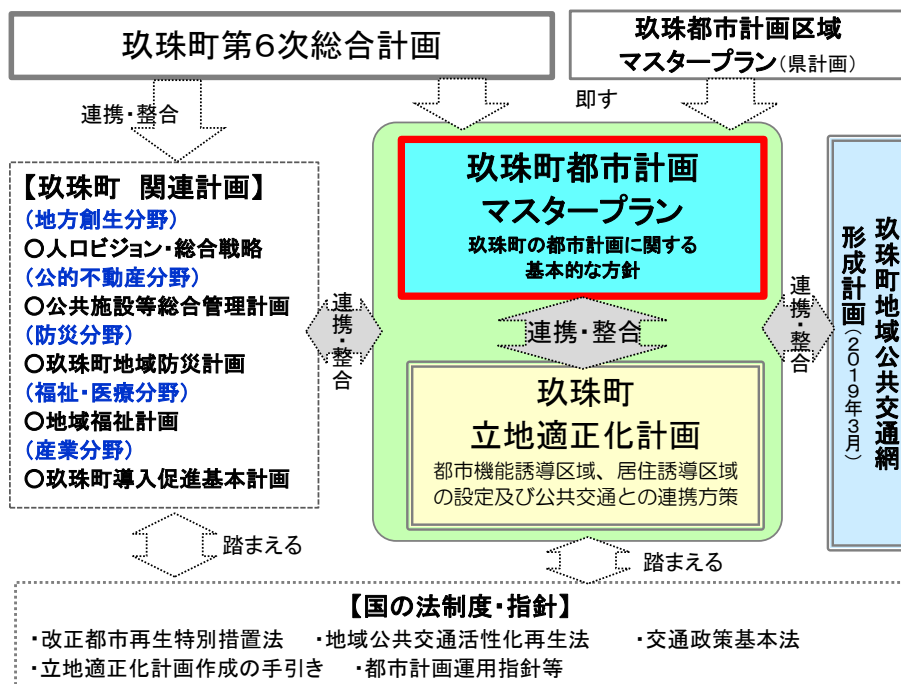 玖珠町第6次総合計画
玖珠都市計画区域
マスタープラン(県計画)
連携・整合
即す
【玖珠町 関連計画】
(地方創生分野)
○人口ビジョン・総合戦略
(公的不動産分野)
○公共施設等総合管理計画
(防災分野)
○玖珠町地域防災計画
(福祉・医療分野)
○地域福祉計画
(産業分野)
○玖珠町導入促進基本計画
連携・整合
玖珠町都市計画
マスタープラン
玖珠町の都市計画に関する
基本的な方針
連携・整合
玖珠町
立地適正化計画
都市機能誘導区域、居住誘導区域
の設定及び公共交通との連携方策
連携・整合
玖珠町地域公共交通網
形成計画(2019年3月)
踏まえる
踏まえる
【国の法制度・指針】
・改正都市再生特別措置法 ・地域公共交通活性化再生法 ・交通政策基本法
・立地適正化計画作成の手引き ・都市計画運用指針等